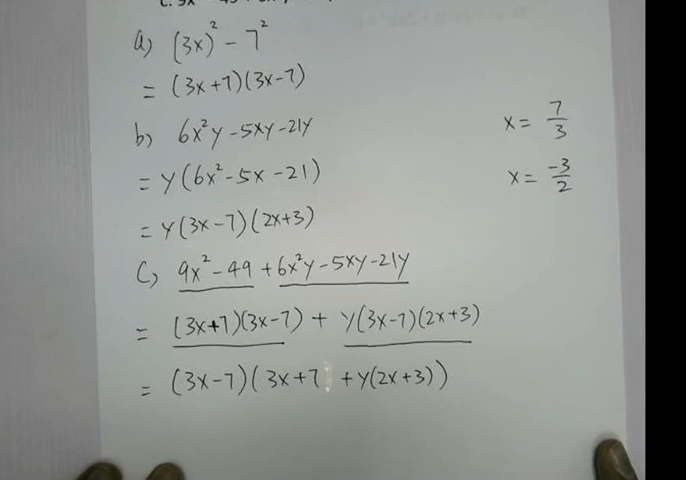 a) (3x)² - 7²
= (3x+7)(3x-7)
b) 6x²y - 5xy - 21y
= y(6x² - 5x - 21)
= y(3x-7)(2x+3)
x = 7/3
x = -3/2
c) 9x² - 49 + 6x²y - 5xy - 21y
= (3x+7)(3x-7) + y(3x-7)(2x+3)
= (3x-7)(3x+7 + y(2x+3))